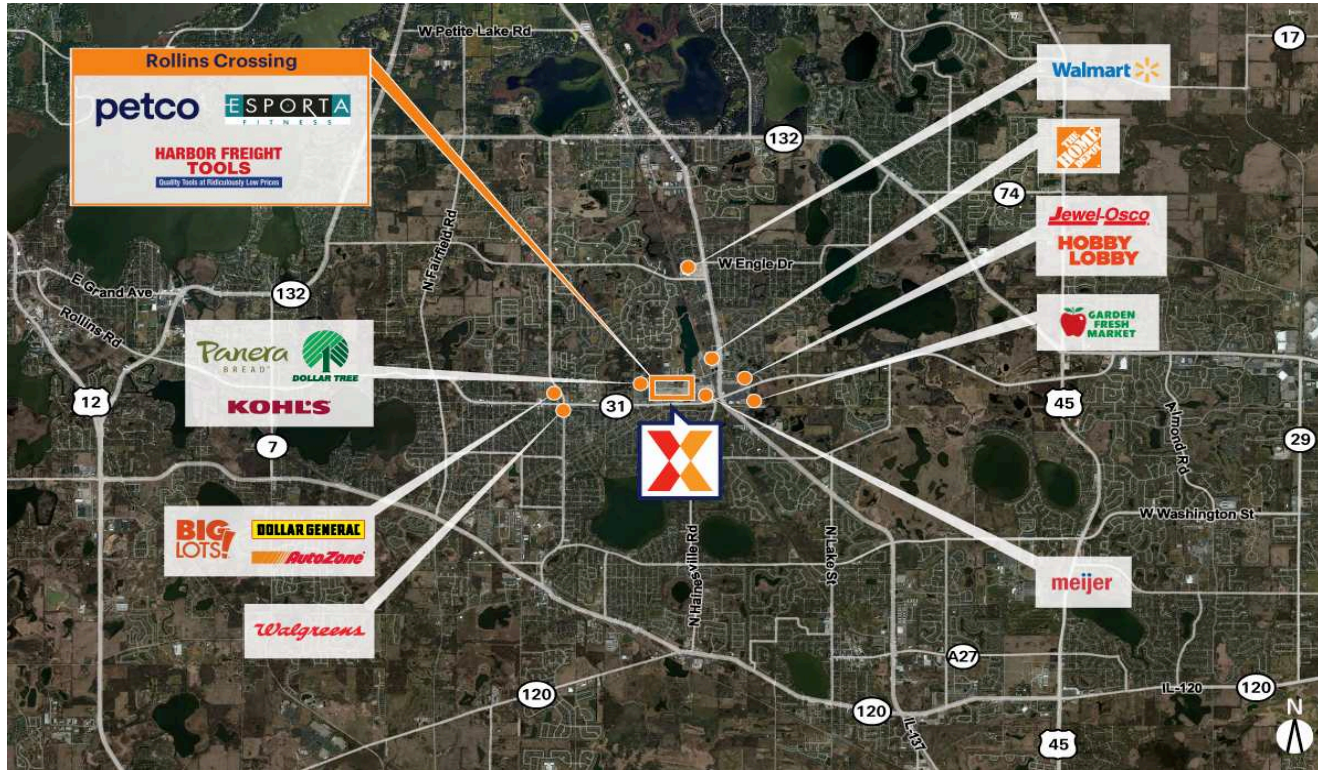 W Petite Lake Rd
17
Rollins Crossing
petco
ESPORTA
FITNESS
HARBOR FREIGHT
TOOLS
Quality Tools at Ridiculously Low Prices
Walmart
132
THE
HOME
DEPOT
74
Jewel-Osco
HOBBY
LOBBY
N Fairfield Rd
W Engle Dr
E Grand Ave
132
Rollins Rd
GARDEN
FRESH
MARKET
Panera
BREAD
DOLLAR TREE
KOHL'S
12
31
45
Almond Rd
7
29
BIG
LOTS!
DOLLAR GENERAL
AutoZone
W Washington St
N Hainesville Rd
N Lake St
meijer
Walgreens
A27
120
IL-120
120
120
IL-137
45
N